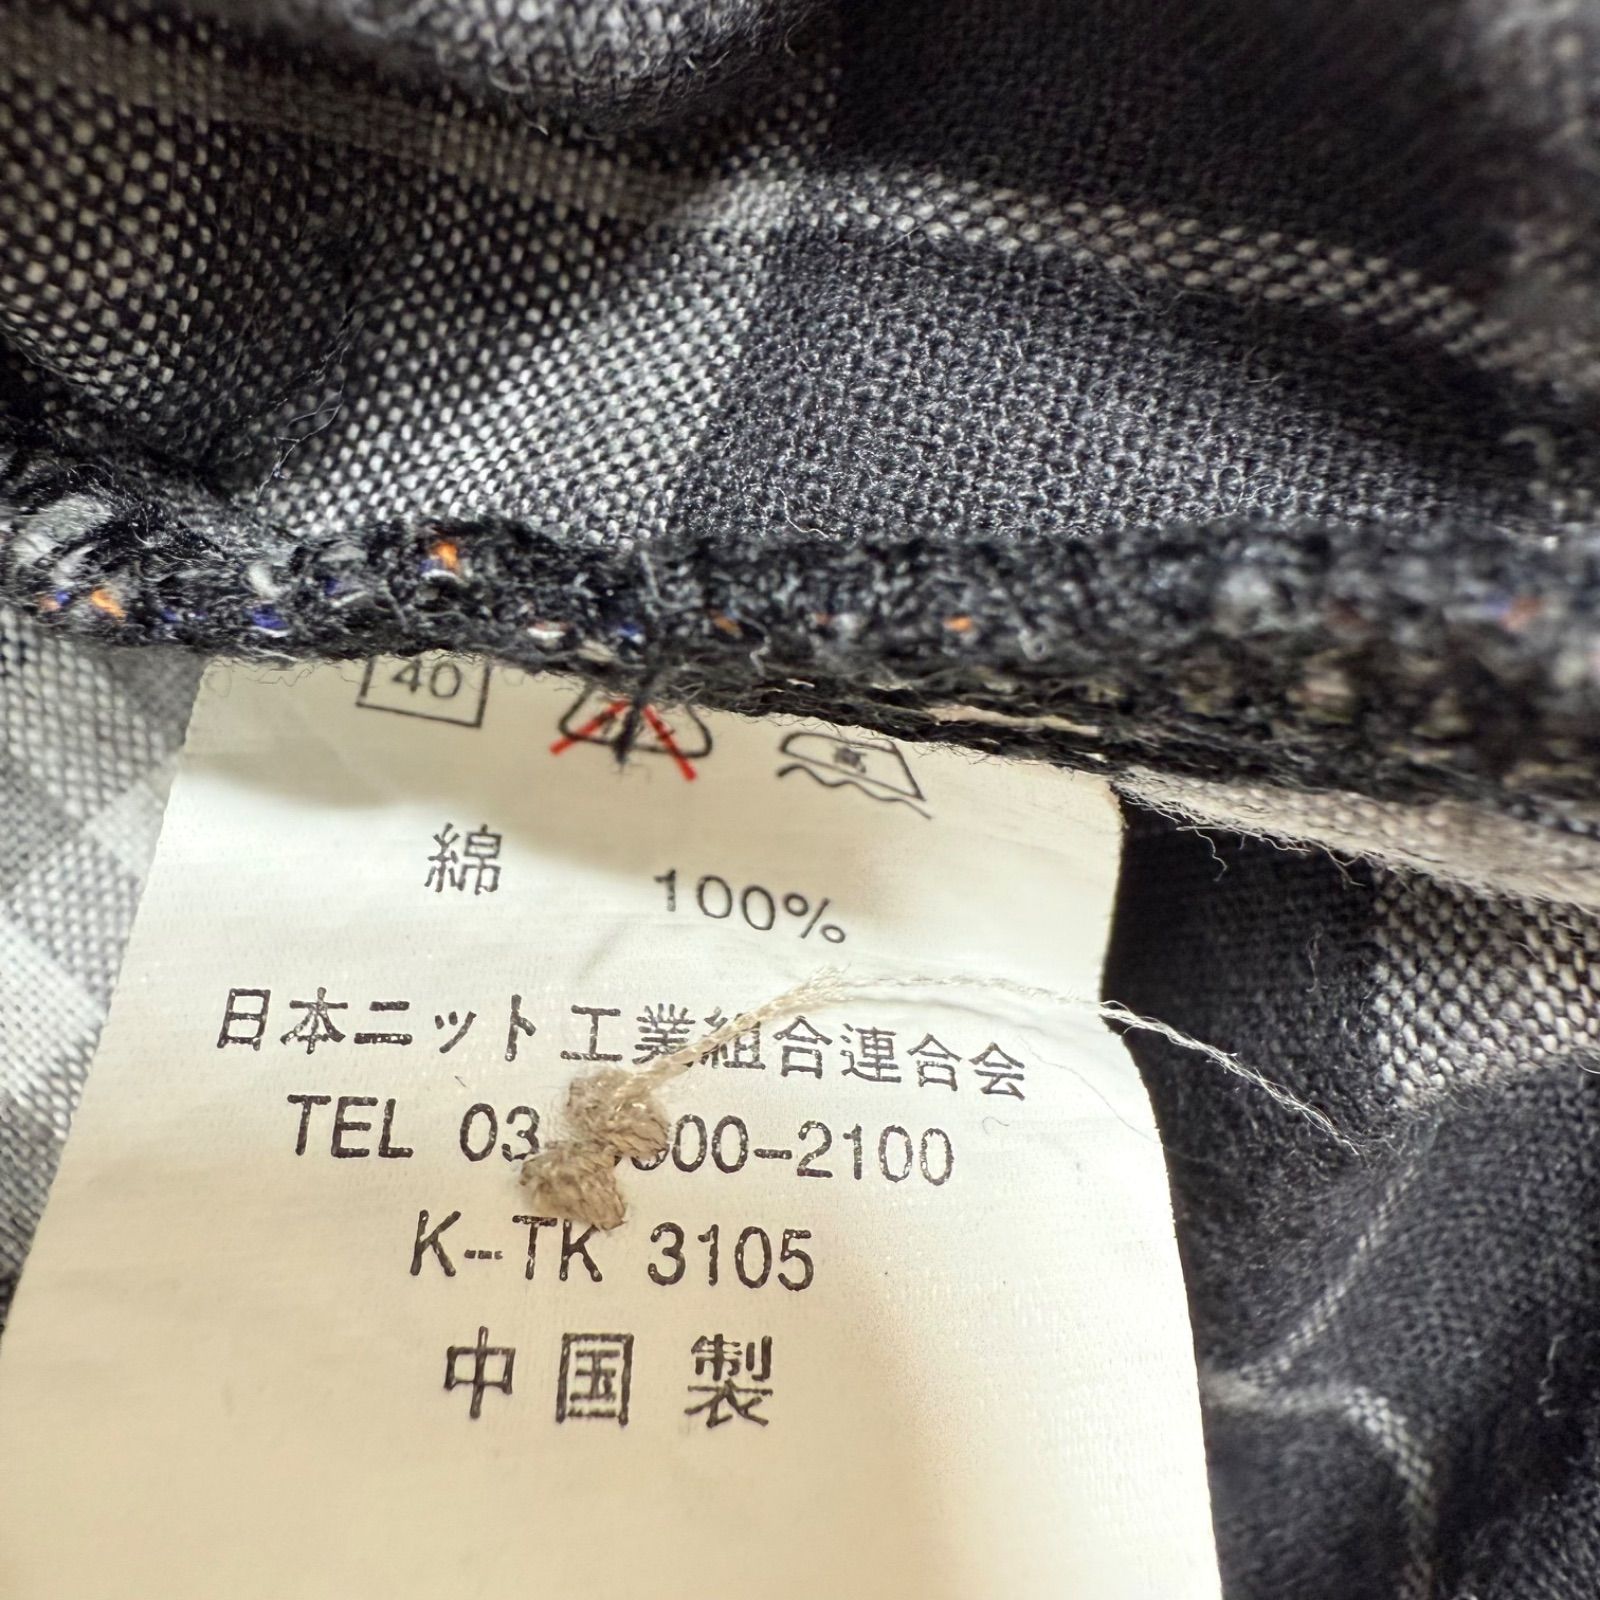 40
綿 100%
日本ニット工業組合連合会
TEL 03 00-2100
K-TK 3105
中国製